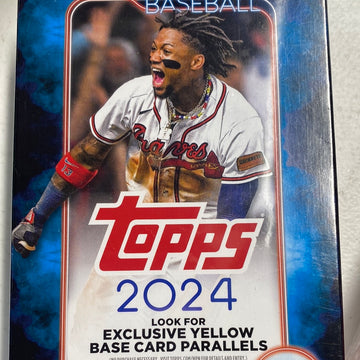 BASEBALL
Braves
TOPPS
2024
LOOK FOR
EXCLUSIVE YELLOW
BASE CARD PARALLELS